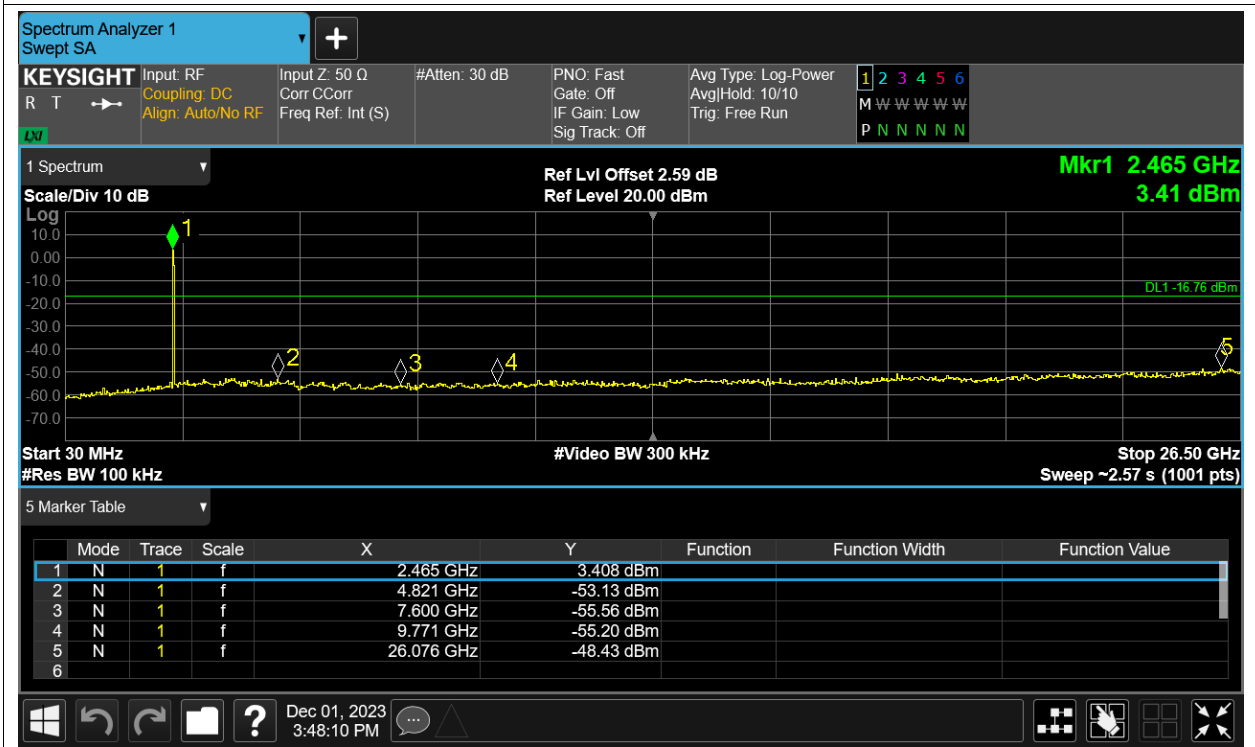 Spectrum Analyzer 1
Swept SA
+
KEYSIGHT Input: RF Input Z: 50 Ω #Atten: 30 dB PNO: Fast Avg Type: Log-Power 1 2 3 4 5 6
R T Coupling: DC Corr CCorr Gate: Off Avg|Hold: 10/10 M W W W W W
Align: Auto/No RF Freq Ref: Int (S) IF Gain: Low Trig: Free Run
LXI Sig Track: Off P N N N N N
1 Spectrum Ref Lvl Offset 2.59 dB Mkr1 2.465 GHz
Scale/Div 10 dB Ref Level 20.00 dBm 3.41 dBm
Log
10.0 1
0.00
-10.0
DL1 -16.76 dBm
-20.0
-30.0
-40.0 2 3 4 5
-50.0
-60.0
-70.0
Start 30 MHz #Video BW 300 kHz Stop 26.50 GHz
#Res BW 100 kHz Sweep ~2.57 s (1001 pts)
5 Marker Table
Mode Trace Scale X Y Function Function Width Function Value
1 N 1 f 2.465 GHz 3.408 dBm
2 N 1 f 4.821 GHz -53.13 dBm
3 N 1 f 7.600 GHz -55.56 dBm
4 N 1 f 9.771 GHz -55.20 dBm
5 N 1 f 26.076 GHz -48.43 dBm
6
? Dec 01, 2023
3:48:10 PM